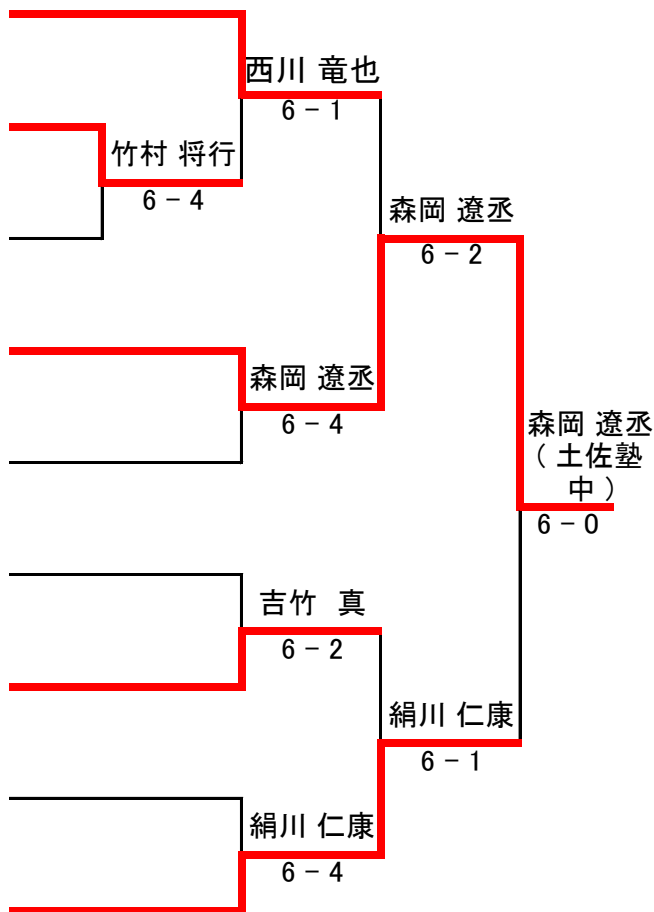 西川 竜也
6 − 1
竹村 将行
6 − 4
森岡 遼丞
6 − 2
森岡 遼丞
6 − 4
森岡 遼丞
( 土佐塾
中 )
6 − 0
吉竹　真
6 − 2
絹川 仁康
6 − 1
絹川 仁康
6 − 4